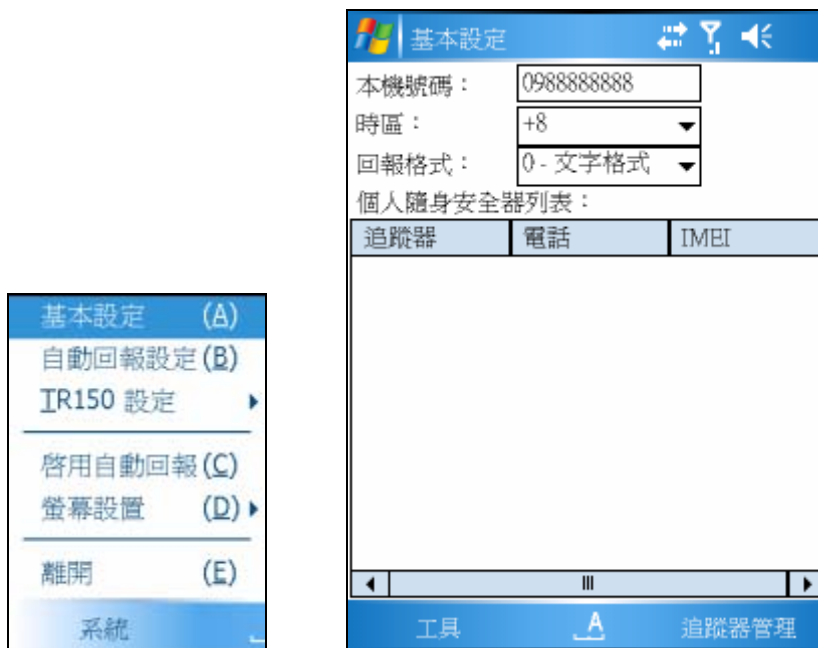 基本設定 (A)
自動回報設定(B)
TR150 設定
啓用自動回報(C)
螢幕設置 (D)
離開 (E)
系統
基本設定
本機號碼：0988888888
時區：+8
回報格式：0 - 文字格式
個人隨身安全器列表：
追蹤器 電話 IMEI
工具 A 追蹤器管理